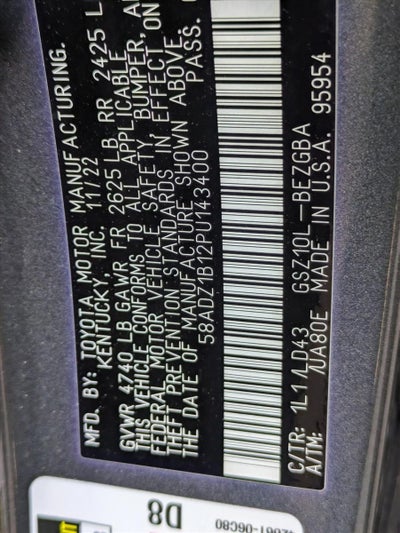 MFD. BY: TOYOTA MOTOR MANUFACTURING.
KENTUCKY, INC. 11/22
GVWR 4740 LB GAWR FR 2625 LB RR 2425 L
THIS VEHICLE CONFORMS TO ALL APPLICABLE
FEDERAL MOTOR VEHICLE SAFETY, BUMPER, A
THEFT PREVENTION STANDARDS IN EFFECT ON
THE DATE OF MANUFACTURE SHOWN ABOVE.
58ADZ1B12PU143400 PASS.
C/TR: 1L1/LD43 GSZ10L-BEZGBA
A/TM: /UA80E MADE IN U.S.A. 95954
D8